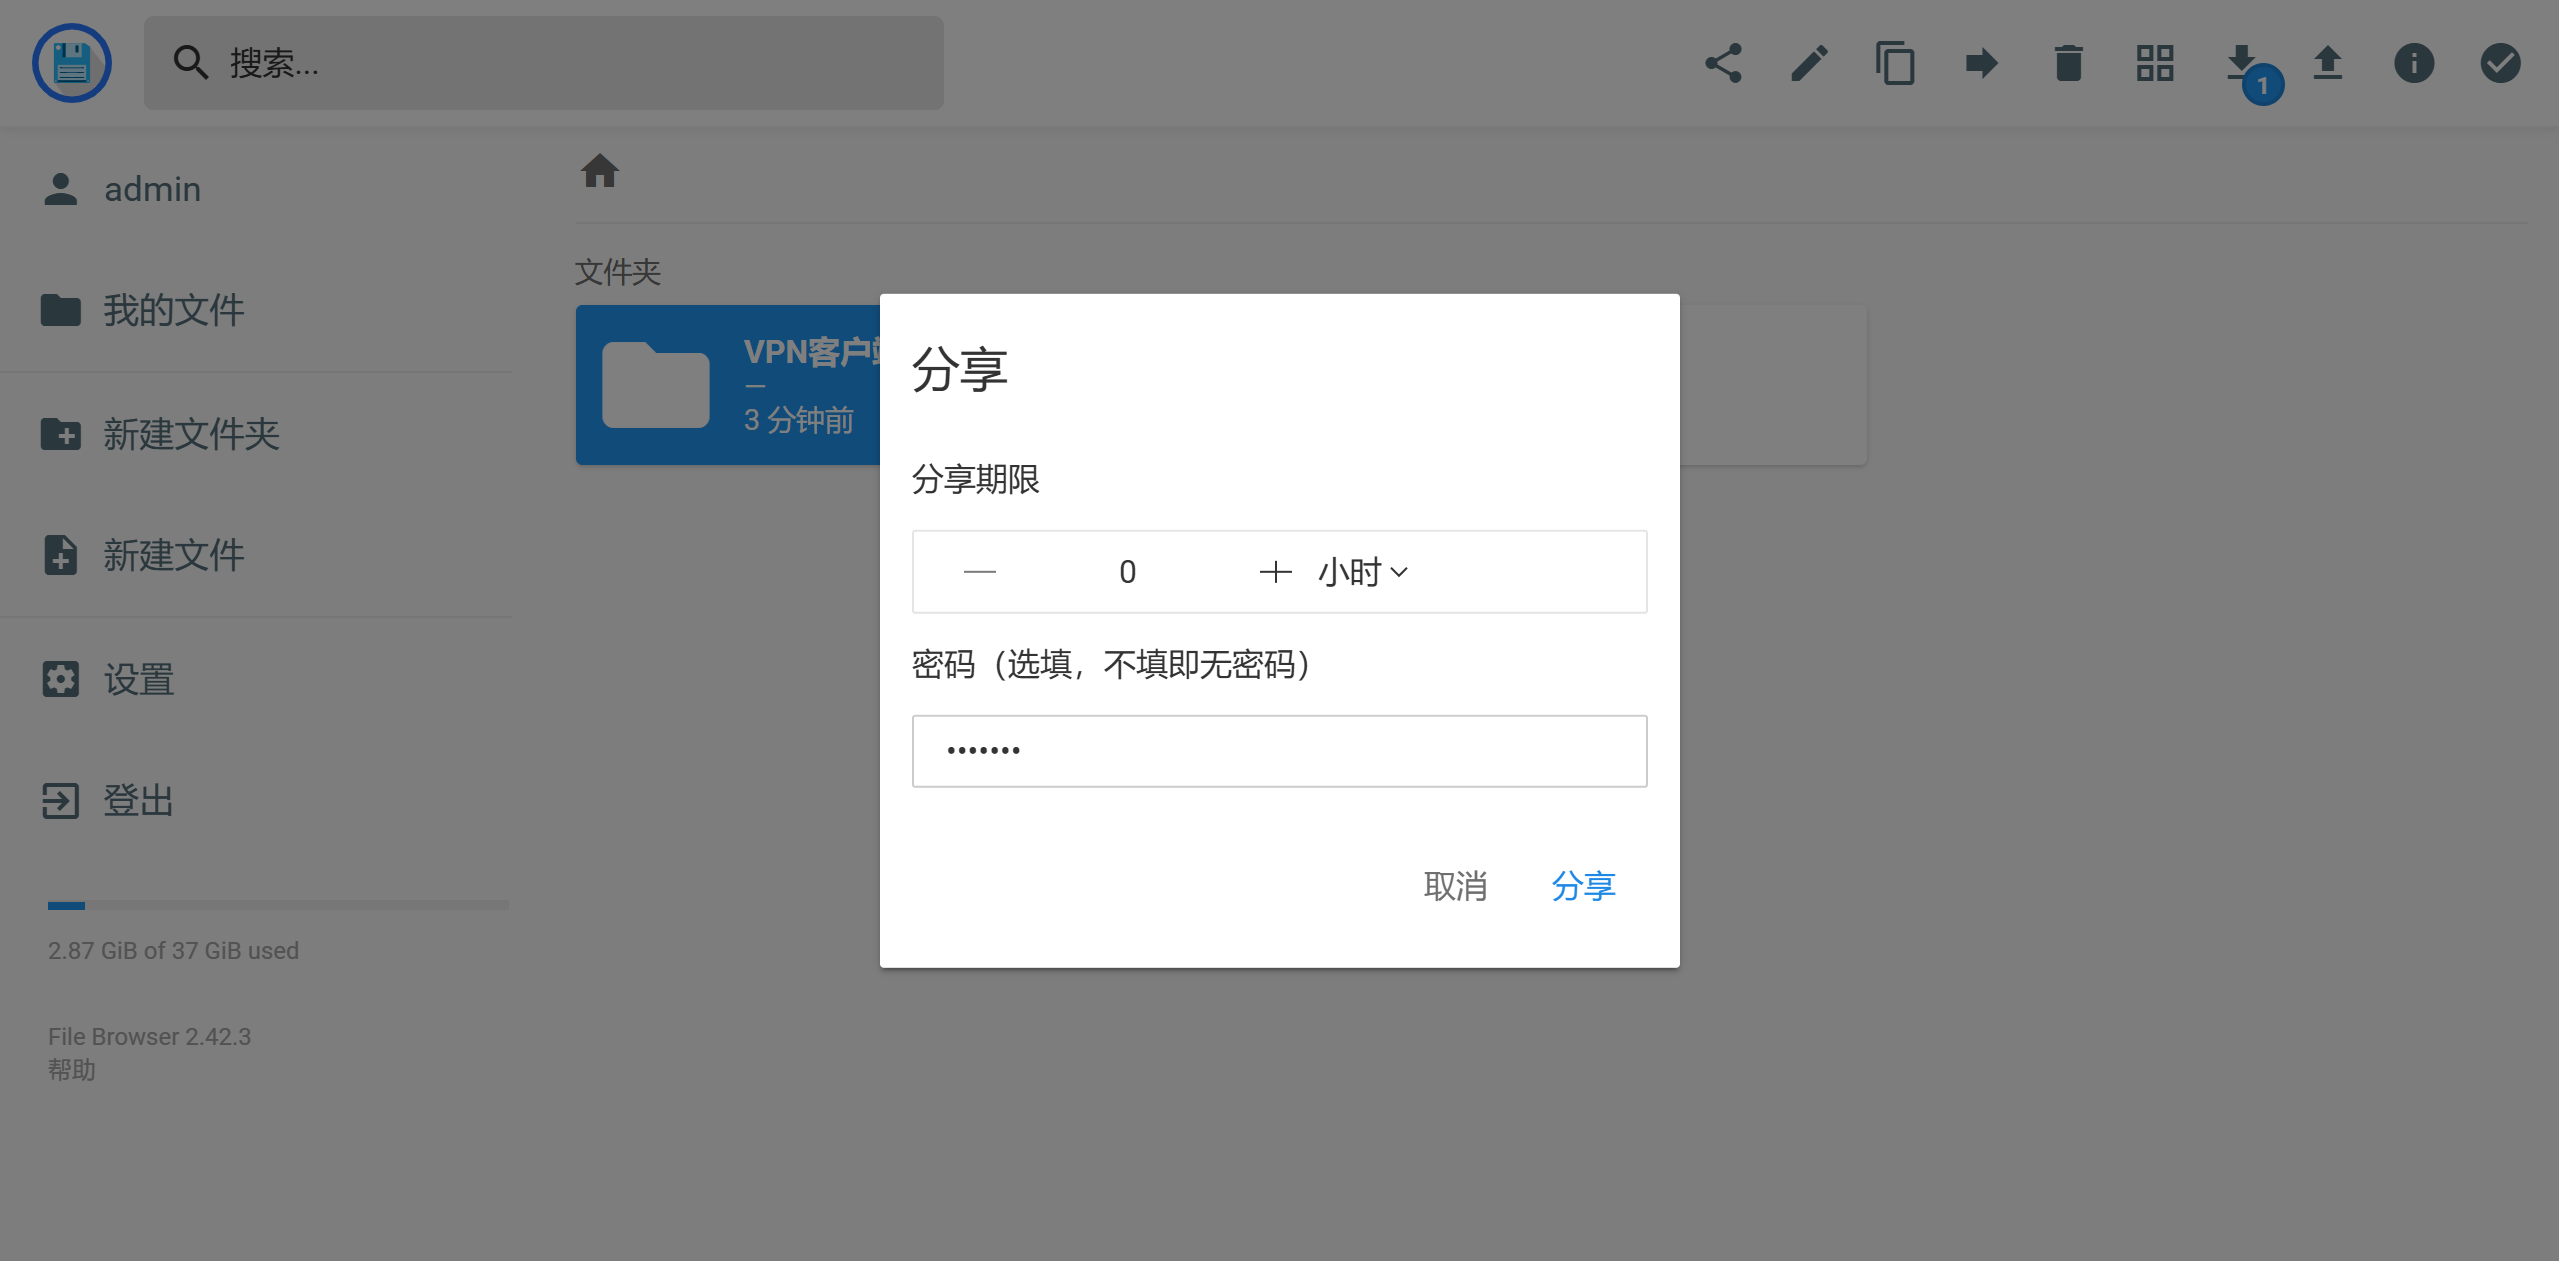 搜索...
1
admin
我的文件
新建文件夹
新建文件
设置
登出
2.87 GiB of 37 GiB used
File Browser 2.42.3
帮助
文件夹
VPN客户
—
3 分钟前
分享
分享期限
0
小时
密码（选填，不填即无密码）
•••••••
取消
分享